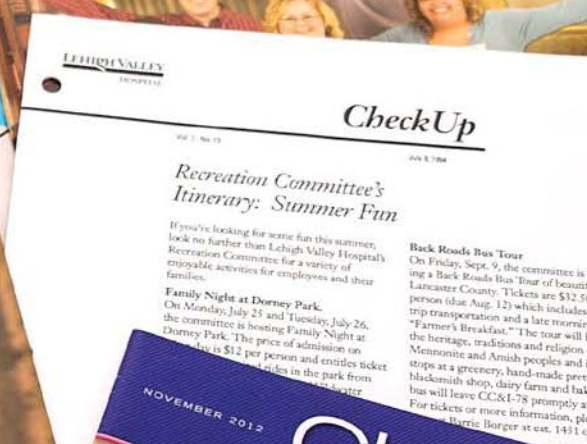 LEHIGH VALLEY
HOSPITAL
CheckUp
Recreation Committee's
Itinerary: Summer Fun
If you're looking for some fun this summer,
look no further than Lehigh Valley Hospital's
Recreation Committee for a variety of
enjoyable activities for employees and their
families.
Family Night at Dorney Park
On Monday, July 25 and Tuesday, July 26,
the committee is hosting Family Night at
Dorney Park. The price of admission on
is $12 per person and entitles ticket
rides in the park from
Back Roads Bus Tour
On Friday, Sept. 9, the committee is
ing a Back Roads Bus Tour of
Lancaster County. Tickets are
person (due Aug. 12) which includes
trip transportation and a late
"Farmer's Breakfast." The tour will
the heritage, traditions and religion
Mennonite and Amish peoples and
stops at a greenery, hand-made
blacksmith shop, dairy farm and
bus will leave CC&I-78 promptly
For tickets or more information,
Barrie Borger at ext. 1431
NOVEMBER 2012